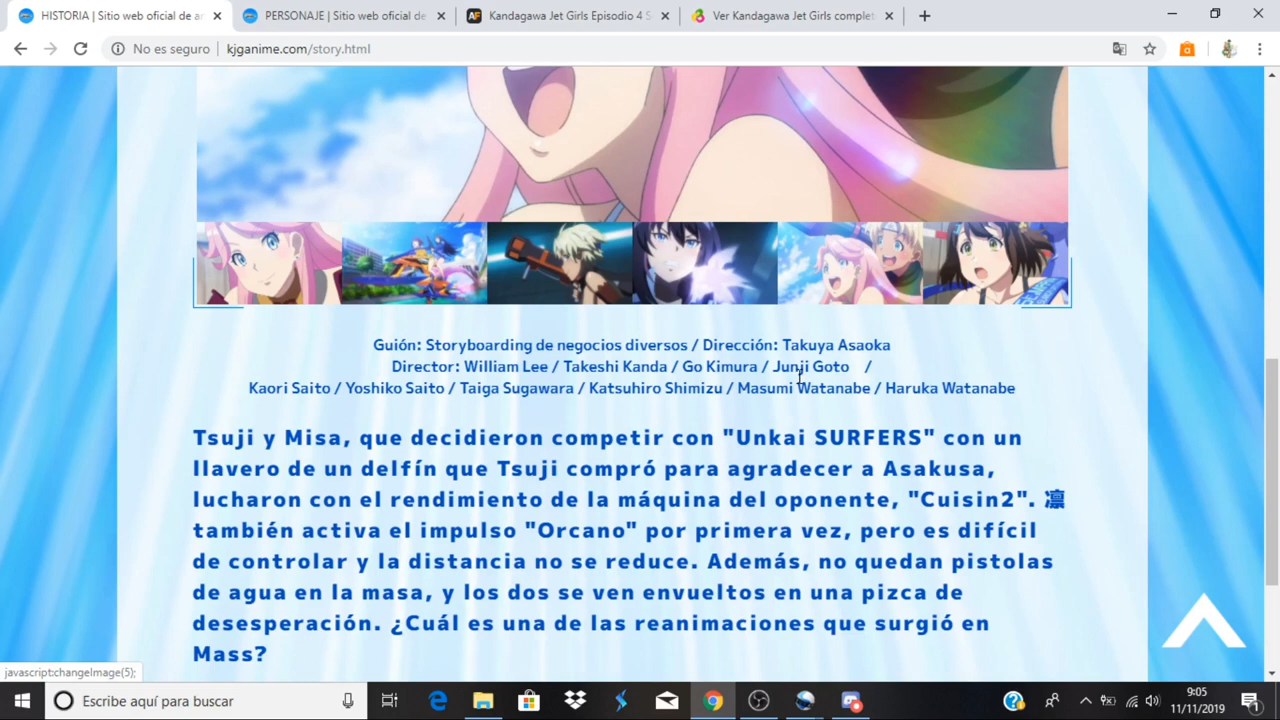 HISTORIA | Sitio web oficial de an
PERSONAJE | Sitio web oficial de
Kandagawa Jet Girls Episodio 4 S
Ver Kandagawa Jet Girls complet
No es seguro
kjganime.com/story.html
Guión: Storyboarding de negocios diversos / Dirección: Takuya Asaoka
Director: William Lee / Takeshi Kanda / Go Kimura / Junji Goto /
Kaori Saito / Yoshiko Saito / Taiga Sugawara / Katsuhiro Shimizu / Masumi Watanabe / Haruka Watanabe
Tsuji y Misa, que decidieron competir con "Unkai SURFERS" con un
llavero de un delfín que Tsuji compró para agradecer a Asakusa,
lucharon con el rendimiento de la máquina del oponente, "Cuisin2". 凛
también activa el impulso "Orcano" por primera vez, pero es difícil
de controlar y la distancia no se reduce. Además, no quedan pistolas
de agua en la masa, y los dos se ven envueltos en una pizca de
desesperación. ¿Cuál es una de las reanimaciones que surgió en
Mass?
javascript:changeImage(5);
Escribe aquí para buscar
9:05
11/11/2019
1